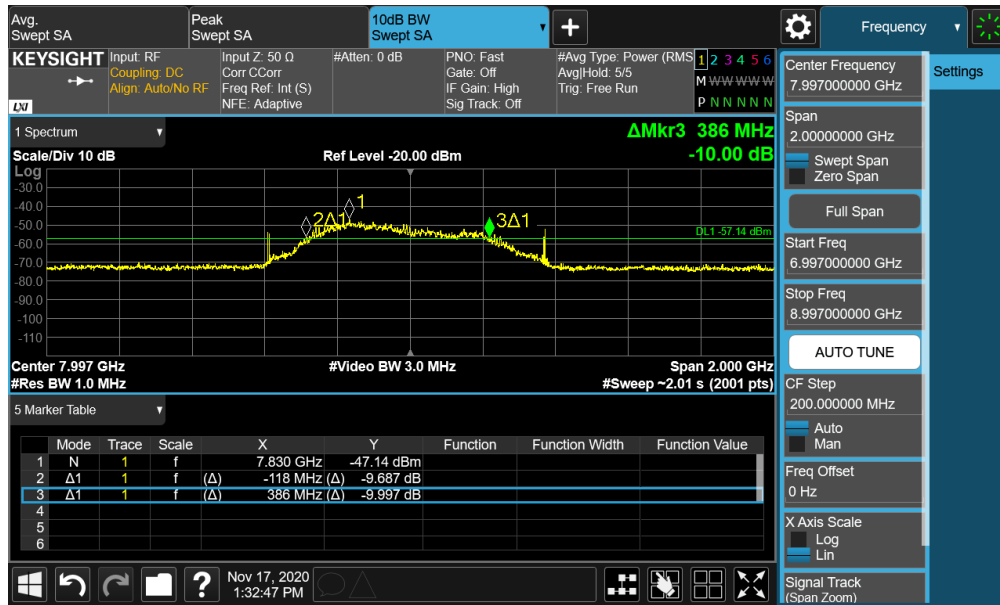 Avg.
Swept SA
Peak
Swept SA
10dB BW
Swept SA
Frequency
KEYSIGHT
LXI
Input: RF
Coupling: DC
Align: Auto/No RF
Input Z: 50 Ω
Corr CCorr
Freq Ref: Int (S)
NFE: Adaptive
#Atten: 0 dB
PNO: Fast
Gate: Off
IF Gain: High
Sig Track: Off
#Avg Type: Power (RMS
Avg|Hold: 5/5
Trig: Free Run
1 2 3 4 5 6
M W W W W W
P N N N N N
1 Spectrum
Scale/Div 10 dB
Ref Level -20.00 dBm
ΔMkr3 386 MHz
-10.00 dB
Log
-30.0
-40.0
-50.0
-60.0
-70.0
-80.0
-90.0
-100
-110
1
2Δ1
3Δ1
DL1 -57.14 dBm
Center 7.997 GHz
#Video BW 3.0 MHz
Span 2.000 GHz
#Res BW 1.0 MHz
#Sweep ~2.01 s (2001 pts)
5 Marker Table
Mode Trace Scale X Y Function Function Width Function Value
1 N 1 f 7.830 GHz -47.14 dBm
2 Δ1 1 f (Δ) -118 MHz (Δ) -9.687 dB
3 Δ1 1 f (Δ) 386 MHz (Δ) -9.997 dB
4
5
6
Nov 17, 2020
1:32:47 PM
Center Frequency
7.997000000 GHz
Span
2.00000000 GHz
Swept Span
Zero Span
Full Span
Start Freq
6.997000000 GHz
Stop Freq
8.997000000 GHz
AUTO TUNE
CF Step
200.000000 MHz
Auto
Man
Freq Offset
0 Hz
X Axis Scale
Log
Lin
Signal Track
(Span Zoom)
Settings